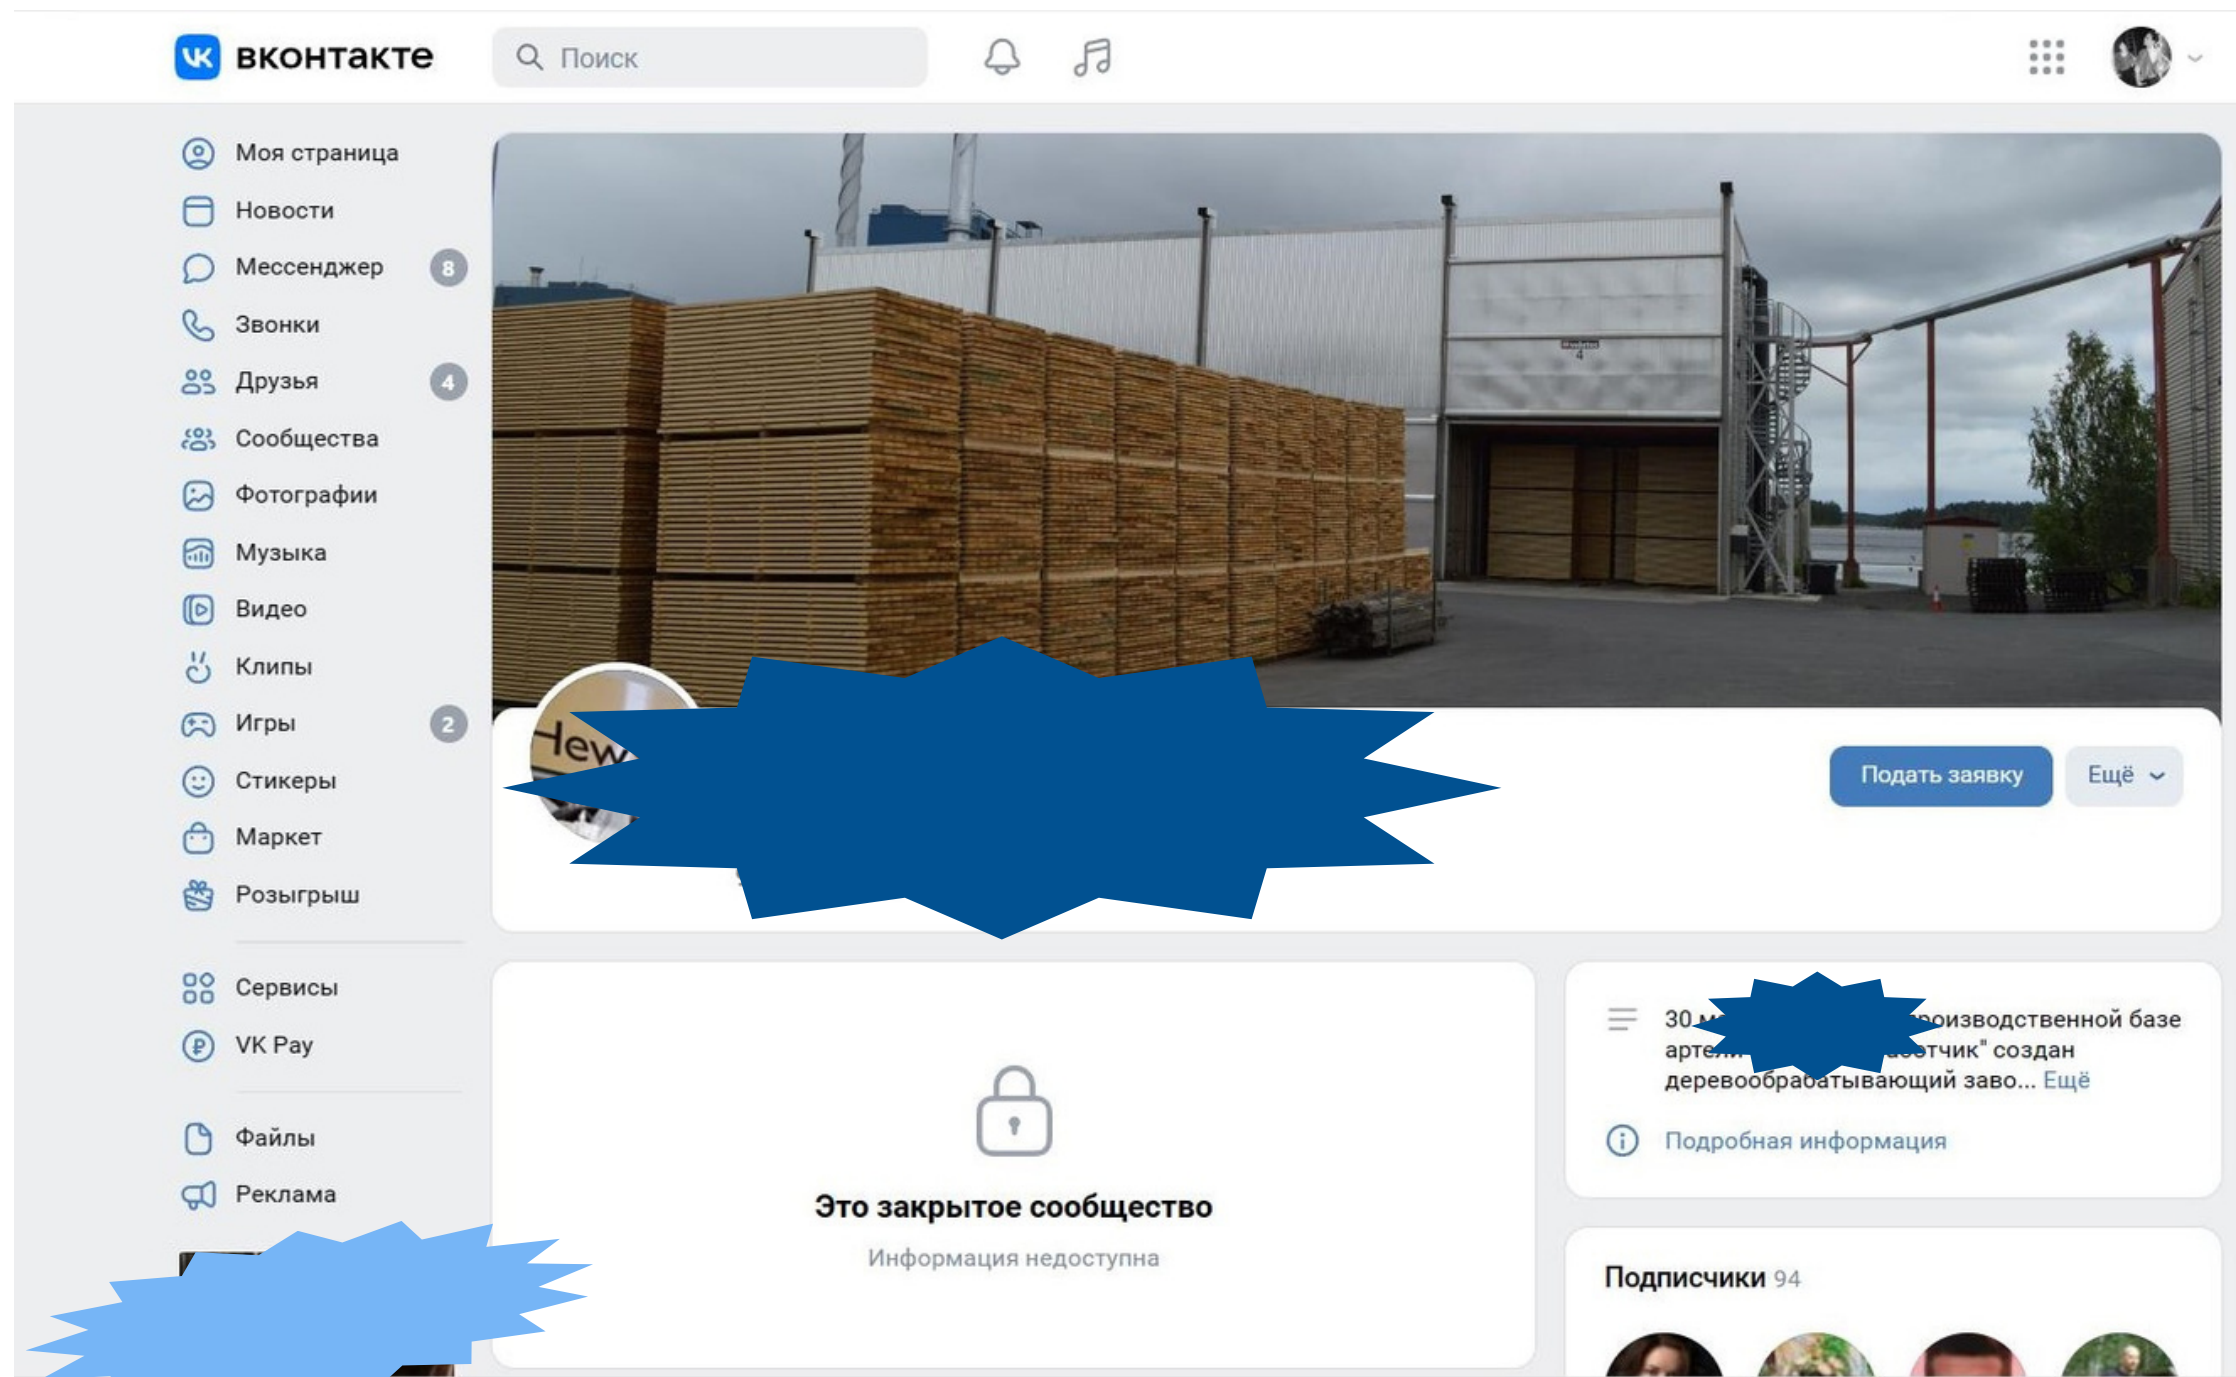 вконтакте
Поиск
Моя страница
Новости
Мессенджер 8
Звонки
Друзья 4
Сообщества
Фотографии
Музыка
Видео
Клипы
Игры 2
Стикеры
Маркет
Розыгрыш
Сервисы
VK Pay
Файлы
Реклама
4
Подать заявку
Ещё
Это закрытое сообщество
Информация недоступна
30 базе
создан
деревообрабатывающий заво... Ещё
Подробная информация
Подписчики 94